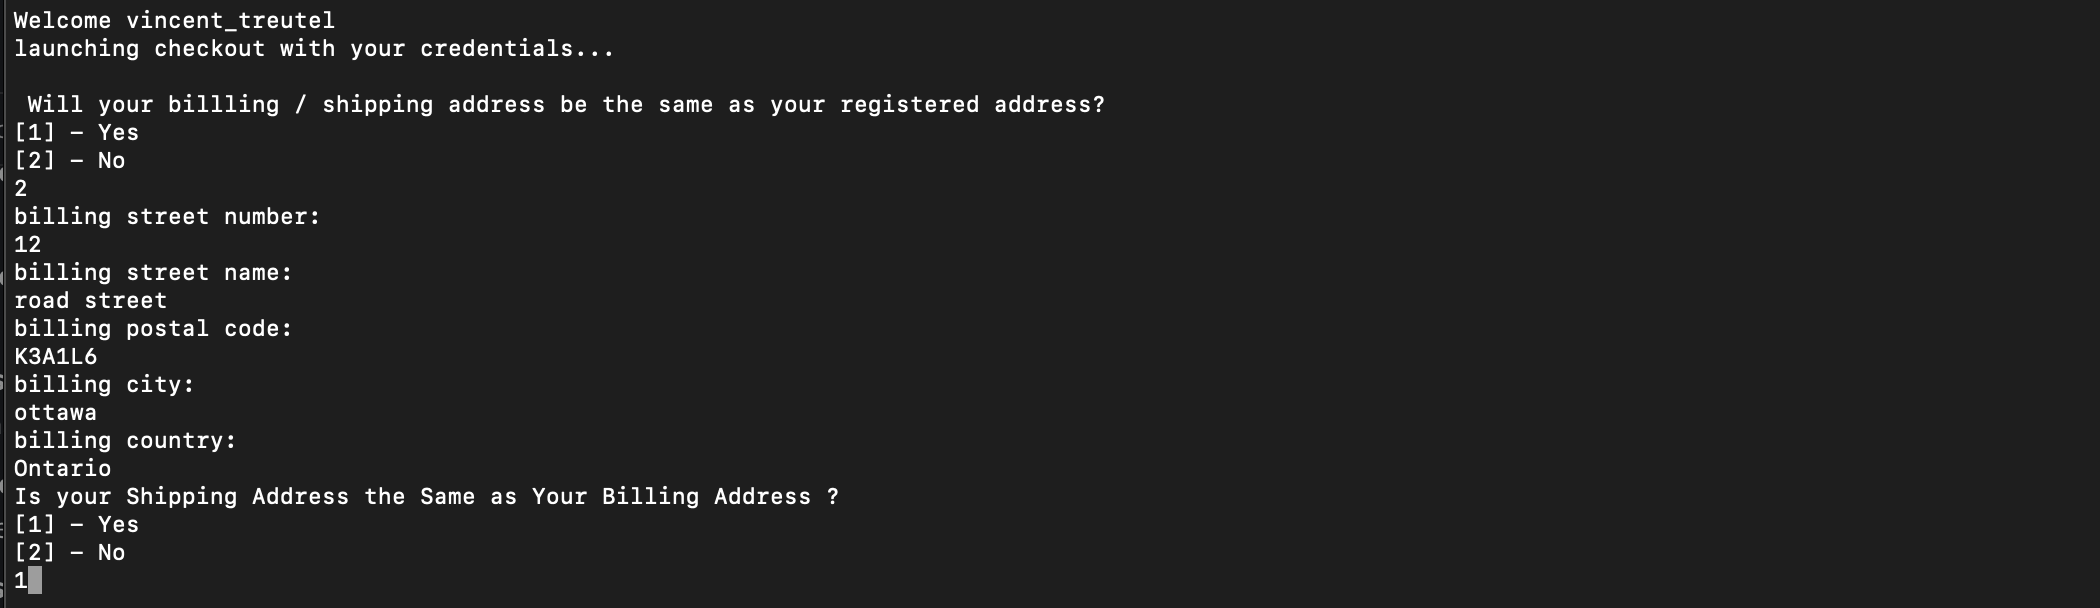 Welcome vincent_treutel
launching checkout with your credentials...
Will your billling / shipping address be the same as your registered address?
[1] – Yes
[2] – No
2
billing street number:
12
billing street name:
road street
billing postal code:
K3A1L6
billing city:
ottawa
billing country:
Ontario
Is your Shipping Address the Same as Your Billing Address ?
[1] – Yes
[2] – No
1